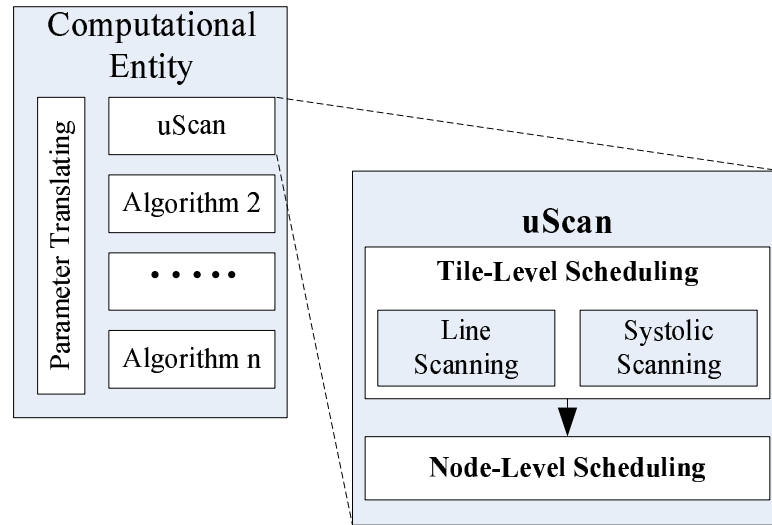 Computational
Entity
Parameter Translating
uScan
Algorithm 2
.....
Algorithm n
uScan
Tile-Level Scheduling
Line
Scanning
Systolic
Scanning
Node-Level Scheduling